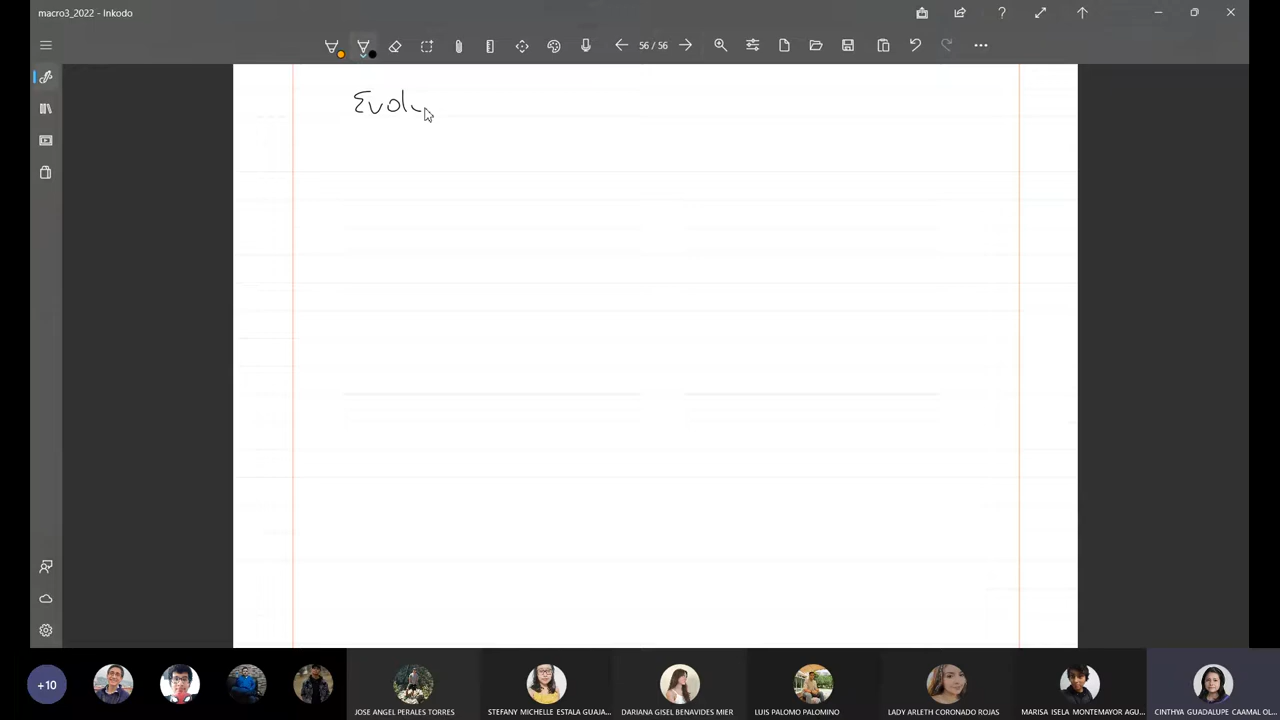 macro3_2022 - Inkodo
56 / 56
Evolu
+10
JOSE ANGEL PERALES TORRES
STEFANY MICHELLE ESTALA GUAJA...
DARIANA GISEL BENAVIDES MIER
LUIS PALOMO PALOMINO
LADY ARLETH CORONADO ROJAS
MARISA ISELA MONTEMAYOR AGU...
CINTHYA GUADALUPE CAAMAL OL...